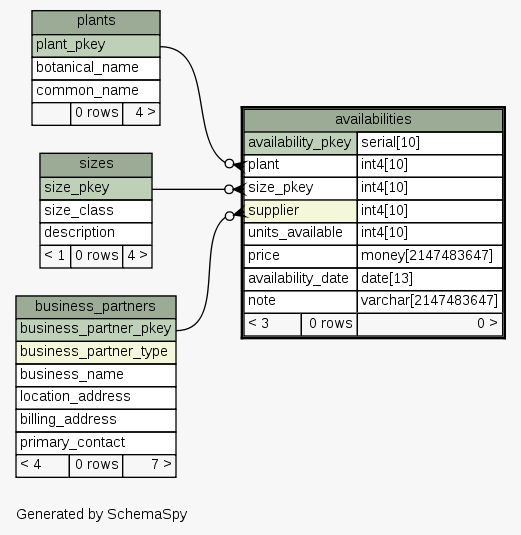 plants
plant_pkey
botanical_name
common_name
0 rows 4 >
sizes
size_pkey
size_class
description
< 1 0 rows 4 >
business_partners
business_partner_pkey
business_partner_type
business_name
location_address
billing_address
primary_contact
< 4 0 rows 7 >
availabilities
availability_pkey serial[10]
plant int4[10]
size_pkey int4[10]
supplier int4[10]
units_available int4[10]
price money[2147483647]
availability_date date[13]
note varchar[2147483647]
< 3 0 rows 0 >
Generated by SchemaSpy